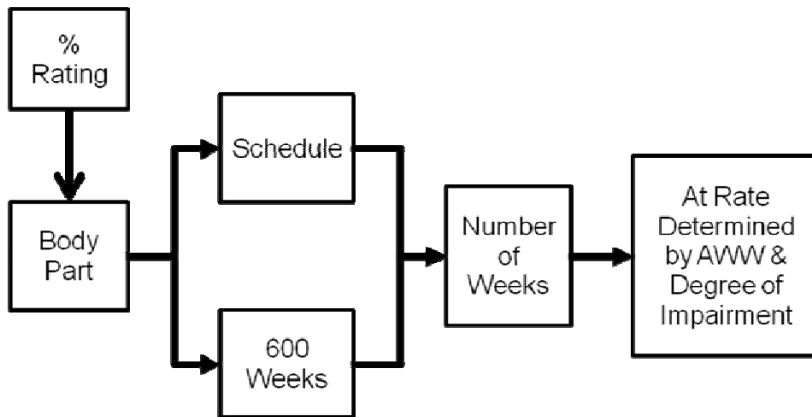 %
Rating
Schedule
Body
Part
Number
of
Weeks
At Rate
Determined
by AWW &
Degree of
Impairment
600
Weeks